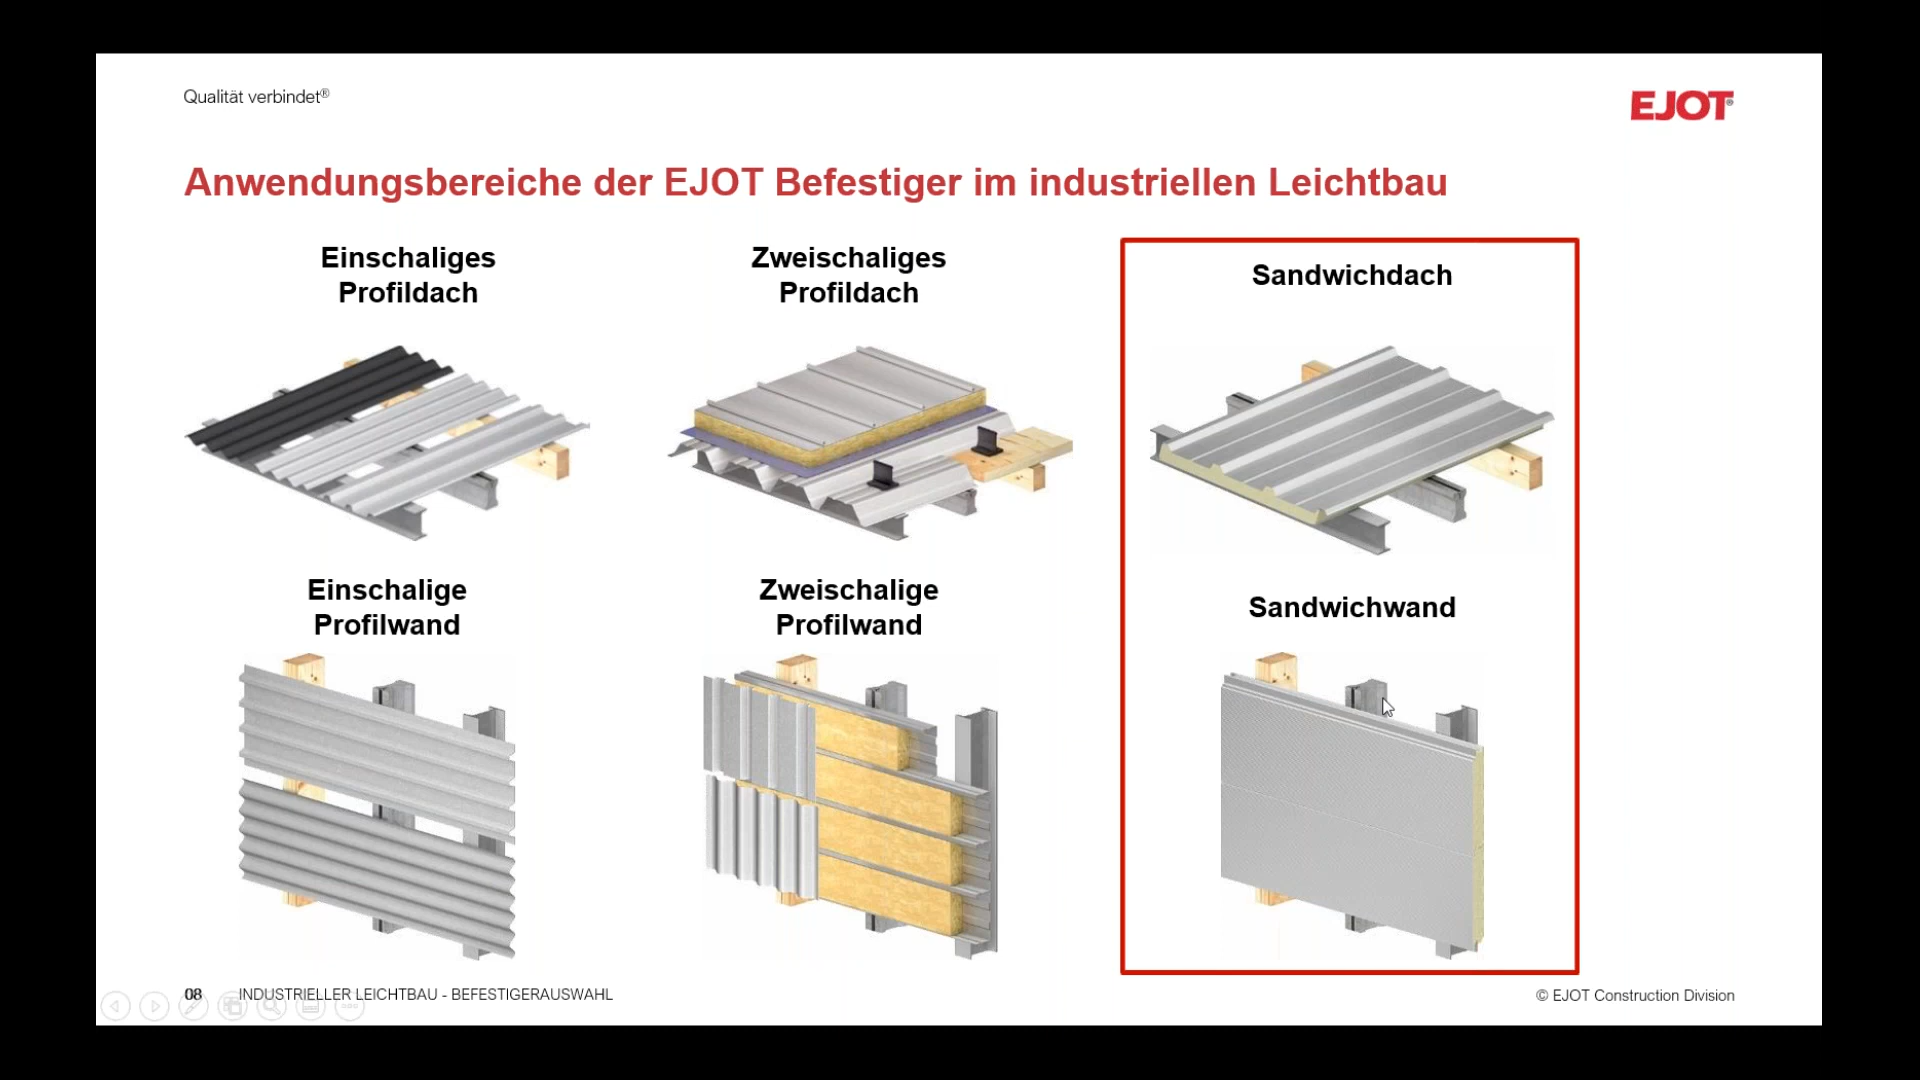 Qualität verbindet®
EJOT®
Anwendungsbereiche der EJOT Befestiger im industriellen Leichtbau
Einschaliges
Profildach
Zweischaliges
Profildach
Sandwichdach
Einschalige
Profilwand
Zweischalige
Profilwand
Sandwichwand
08 INDUSTRIELLER LEICHTBAU - BEFESTIGERAUSWAHL
© EJOT Construction Division